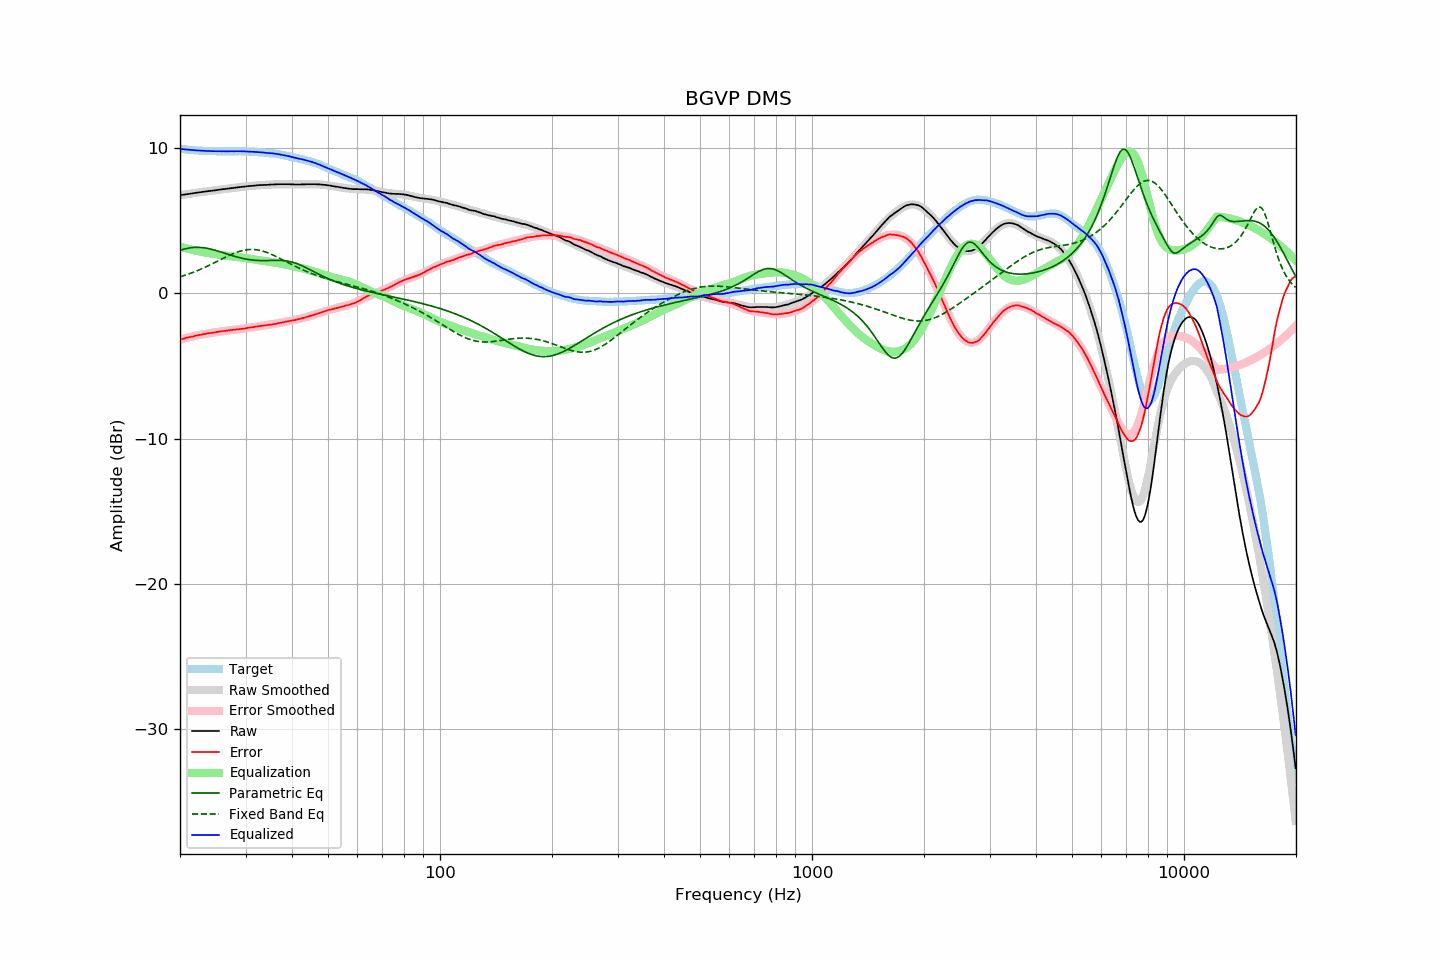 BGVP DMS
10
0
−10
−20
−30
Amplitude (dBr)
Target
Raw Smoothed
Error Smoothed
Raw
Error
Equalization
Parametric Eq
Fixed Band Eq
Equalized
100
1000
10000
Frequency (Hz)